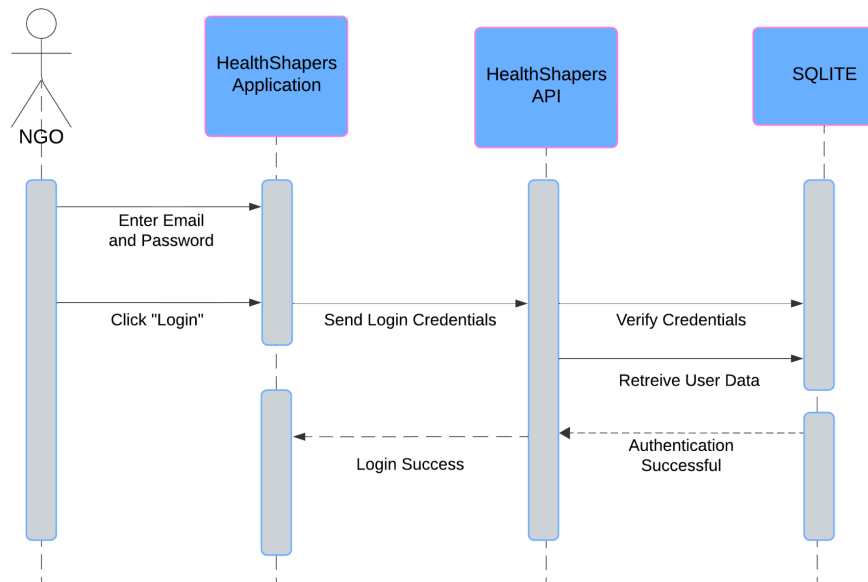 HealthShapers
Application
HealthShapers
API
SQLITE
NGO
Enter Email
and Password
Click "Login"
Send Login Credentials
Verify Credentials
Retreive User Data
Authentication
Successful
Login Success